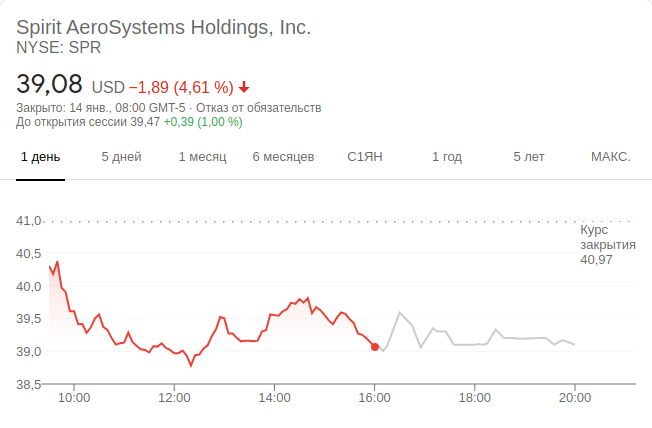 Spirit AeroSystems Holdings, Inc.
NYSE: SPR
39,08 USD −1,89 (4,61 %)
Закрыто: 14 янв., 08:00 GMT-5 · Отказ от обязательств
До открытия сессии 39,47 +0,39 (1,00 %)
1 день 5 дней 1 месяц 6 месяцев С1ЯН 1 год 5 лет МАКС.
41,0
Курс
закрытия
40,97
40,5
40,0
39,5
39,0
38,5
10:00 12:00 14:00 16:00 18:00 20:00